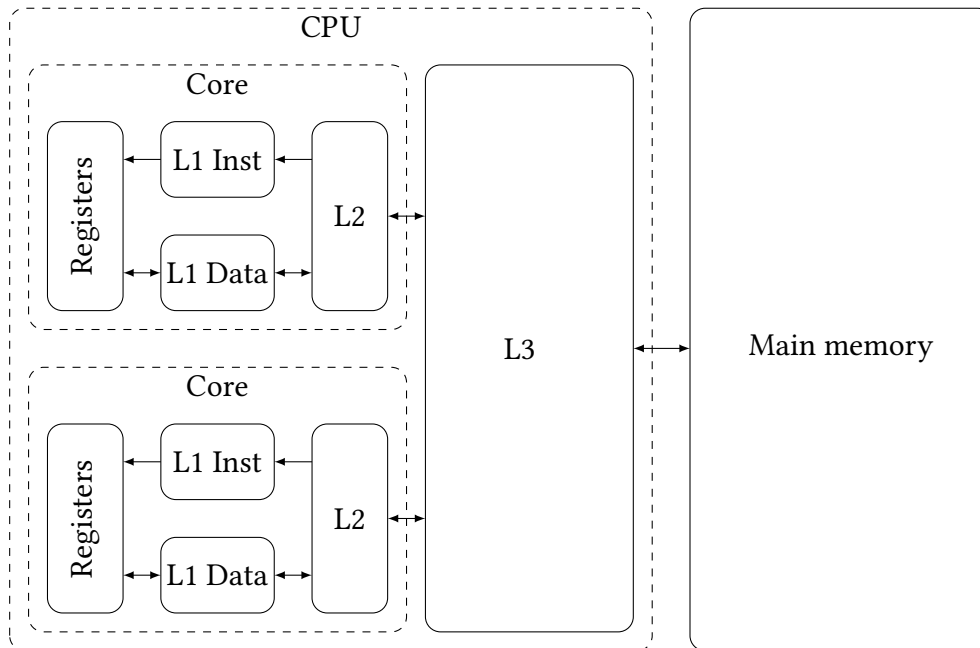 CPU
Core
Registers
L1 Inst
L1 Data
L2
Core
Registers
L1 Inst
L1 Data
L2
L3
Main memory